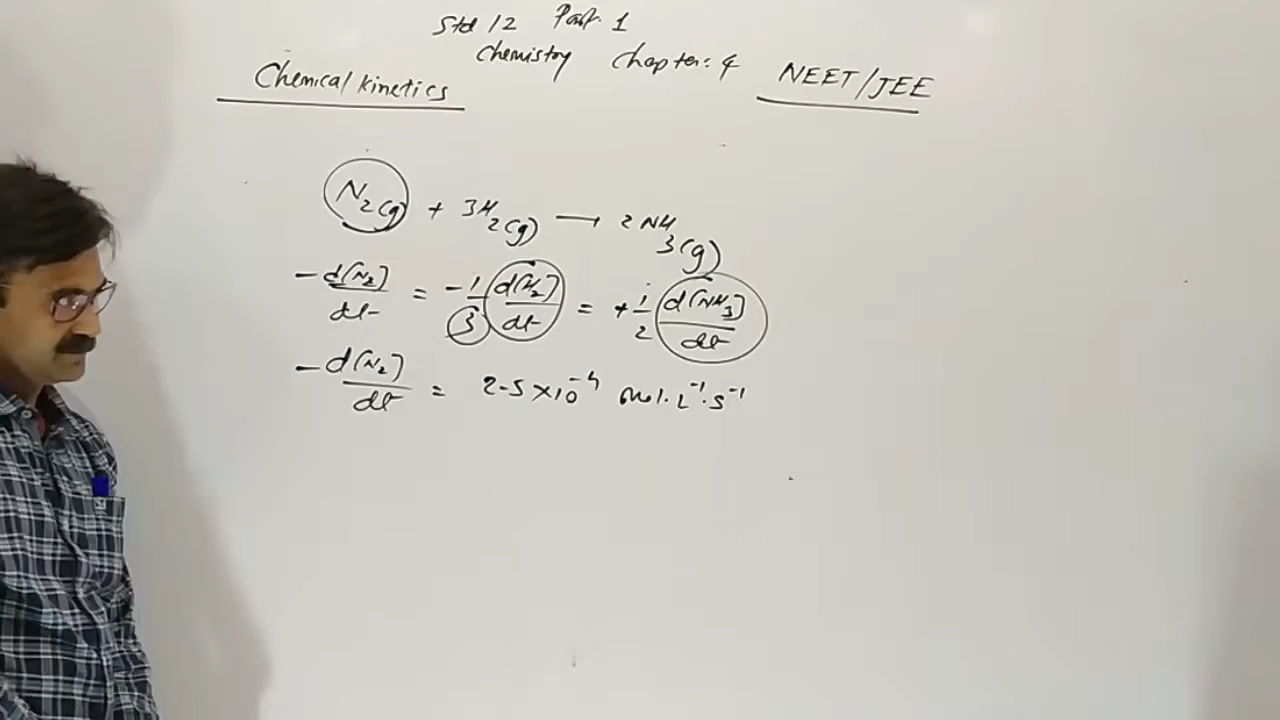 Std 12 Part 1
Chemistry Chapter: 4
Chemical kinetics
NEET/JEE
N2(g) + 3H2(g) → 2NH3(g)
-d(N2)/dt = -1/3 d(H2)/dt = +1/2 d(NH3)/dt
-d(N2)/dt = 2.5×10⁻⁴ mol.L⁻¹.s⁻¹